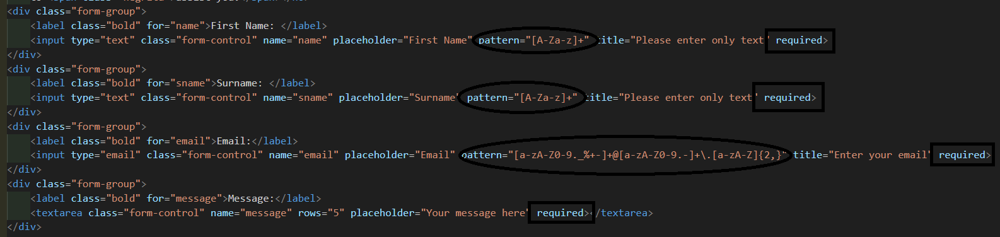 <div class="form-group">
<label class="bold" for="name">First Name: </label>
<input type="text" class="form-control" name="name" placeholder="First Name" pattern="[A-Za-z]+" title="Please enter only text" required>
</div>
<div class="form-group">
<label class="bold" for="sname">Surname: </label>
<input type="text" class="form-control" name="sname" placeholder="Surname" pattern="[A-Za-z]+" title="Please enter only text" required>
</div>
<div class="form-group">
<label class="bold" for="email">Email:</label>
<input type="email" class="form-control" name="email" placeholder="Email" pattern="[a-zA-Z0-9._%+-]+@[a-zA-Z0-9.-]+\.[a-zA-Z]{2,}" title="Enter your email" required>
</div>
<div class="form-group">
<label class="bold" for="message">Message:</label>
<textarea class="form-control" name="message" rows="5" placeholder="Your message here" required></textarea>
</div>